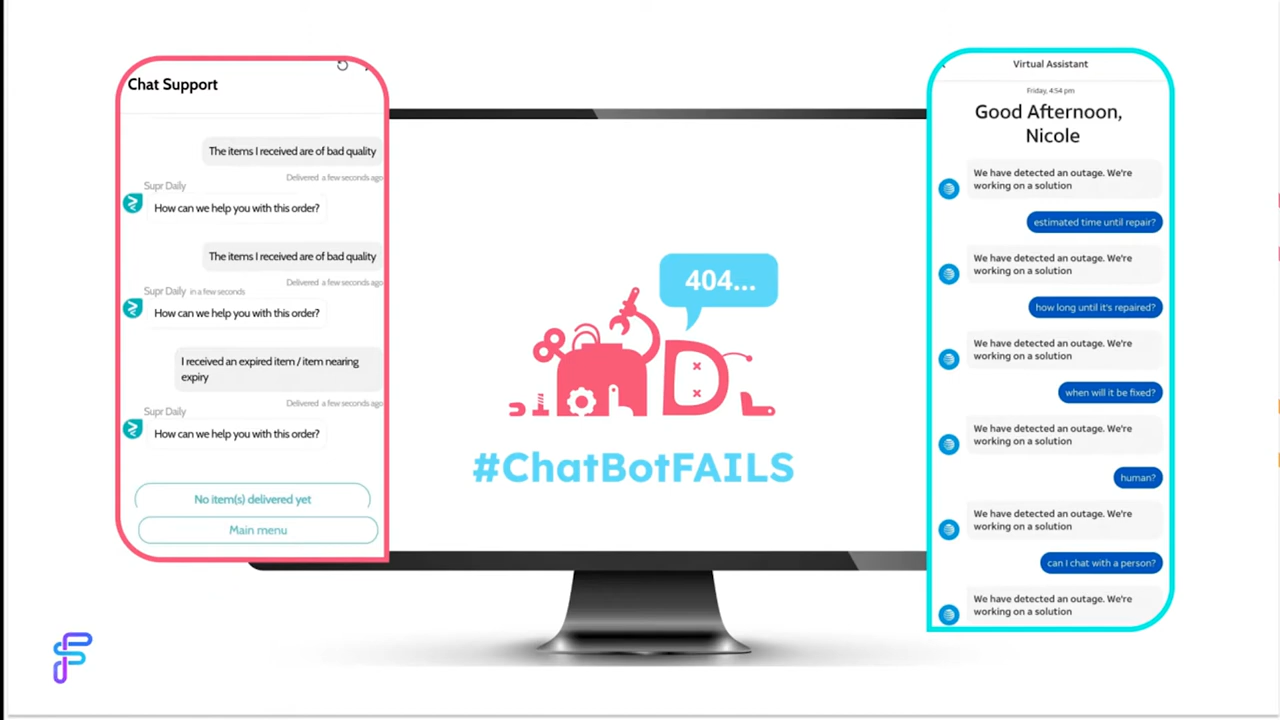 Chat Support
The items I received are of bad quality
Delivered a few seconds ago
Supr Daily
How can we help you with this order?
The items I received are of bad quality
Delivered a few seconds ago
Supr Daily in a few seconds
How can we help you with this order?
I received an expired item / item nearing
expiry
Delivered a few seconds ago
Supr Daily
How can we help you with this order?
No item(s) delivered yet
Main menu
404...
#ChatBotFAILS
Virtual Assistant
Friday, 4:54 pm
Good Afternoon,
Nicole
We have detected an outage. We're
working on a solution
estimated time until repair?
We have detected an outage. We're
working on a solution
how long until it's repaired?
We have detected an outage. We're
working on a solution
when will it be fixed?
We have detected an outage. We're
working on a solution
human?
We have detected an outage. We're
working on a solution
can I chat with a person?
We have detected an outage. We're
working on a solution